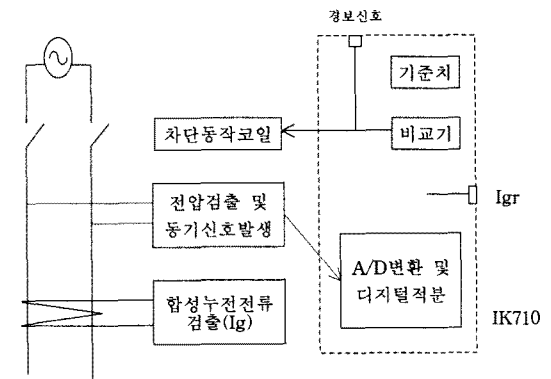 경보신호
기준치
차단동작코일
비교기
전압검출 및
동기신호발생
Igr
A/D변환 및
디지털적분
합성누전전류
검출(Ig)
IK710